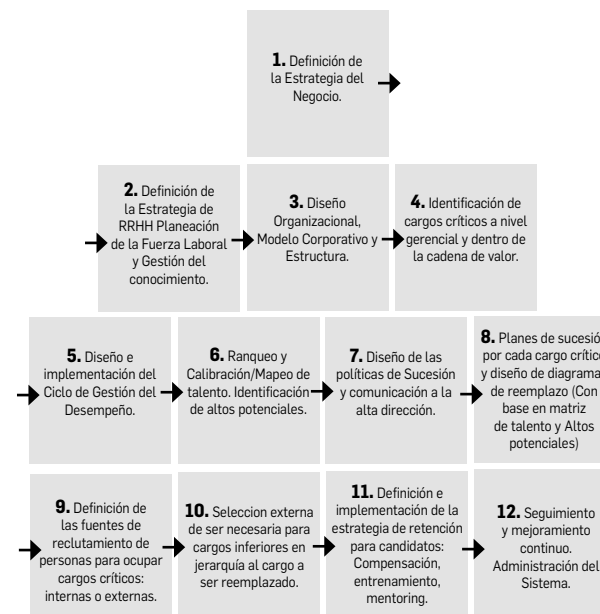 1. Definición de
la Estrategia del
Negocio.
2. Definición de
la Estrategia de
RRHH Planeación
de la Fuerza Laboral
y Gestión del
conocimiento.
3. Diseño
Organizacional,
Modelo Corporativo y
Estructura.
4. Identificación de
cargos críticos a nivel
gerencial y dentro de
la cadena de valor.
5. Diseño e
implementación del
Ciclo de Gestión del
Desempeño.
6. Ranqueo y
Calibración/Mapeo de
talento. Identificación
de altos potenciales.
7. Diseño de las
políticas de Sucesión
y comunicación a la
alta dirección.
8. Planes de sucesió
por cada cargo crític
y diseño de diagrama
de reemplazo (Con
base en matriz
de talento y Altos
potenciales)
9. Definición de
las fuentes de
reclutamiento de
personas para ocupar
cargos críticos:
internas o externas.
10. Seleccion externa
de ser necesaria para
cargos inferiores en
jerarquía al cargo a
ser reemplazado.
11. Definición e
implementación de la
estrategia de retención
para candidatos:
Compensación,
entrenamiento,
mentoring.
12. Seguimiento
y mejoramiento
continuo.
Administración del
Sistema.